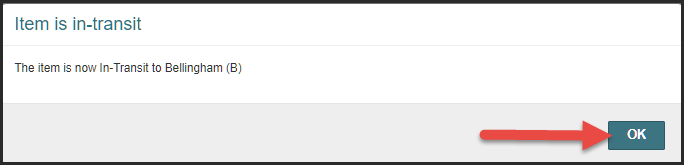 Item is in-transit
The item is now In-Transit to Bellingham (B)
OK